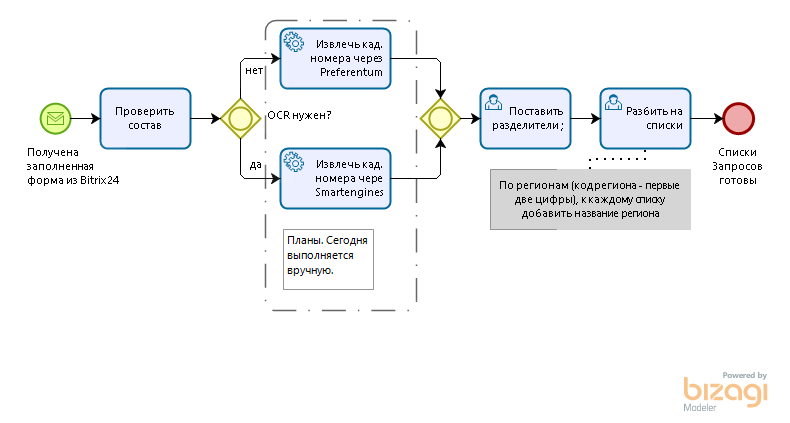 Получена
заполненная
форма из Bitrix24
Проверить
состав
OCR нужен?
нет
да
Извлечь кад.
номера через
Preferentum
Извлечь кад.
номера чере
Smartengines
Планы. Сегодня
выполняется
вручную.
Поставить
разделители ;
Разбить на
списки
По регионам (код региона - первые
две цифры), к каждому списку
добавить название региона
Списки
Запросов
готовы
Powered by
bizagi
Modeler